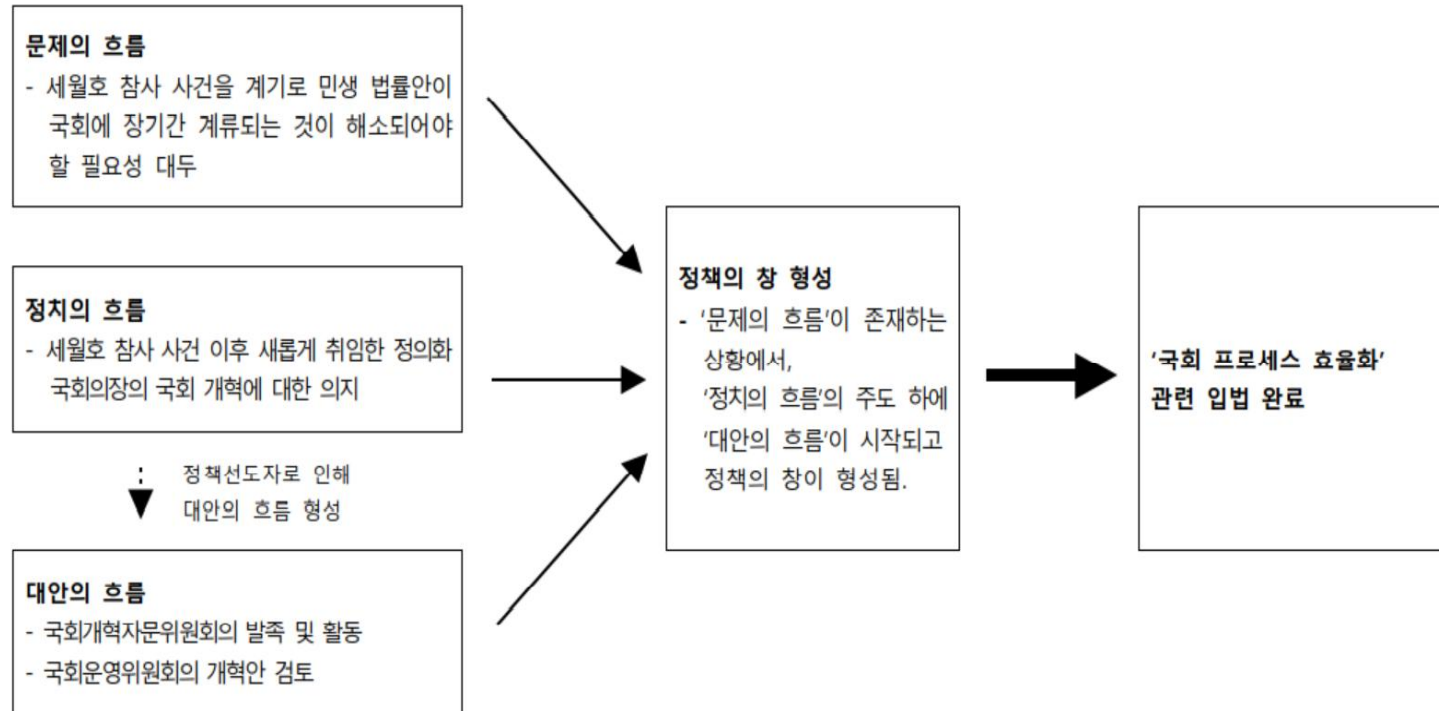 문제의 흐름
- 세월호 참사 사건을 계기로 민생 법률안이
국회에 장기간 계류되는 것이 해소되어야
할 필요성 대두
정치의 흐름
- 세월호 참사 사건 이후 새롭게 취임한 정의화
국회의장의 국회 개혁에 대한 의지
정책선도자로 인해
대안의 흐름 형성
대안의 흐름
- 국회개혁자문위원회의 발족 및 활동
- 국회운영위원회의 개혁안 검토
정책의 창 형성
- '문제의 흐름'이 존재하는
상황에서,
'정치의 흐름'의 주도 하에
'대안의 흐름'이 시작되고
정책의 창이 형성됨.
'국회 프로세스 효율화'
관련 입법 완료